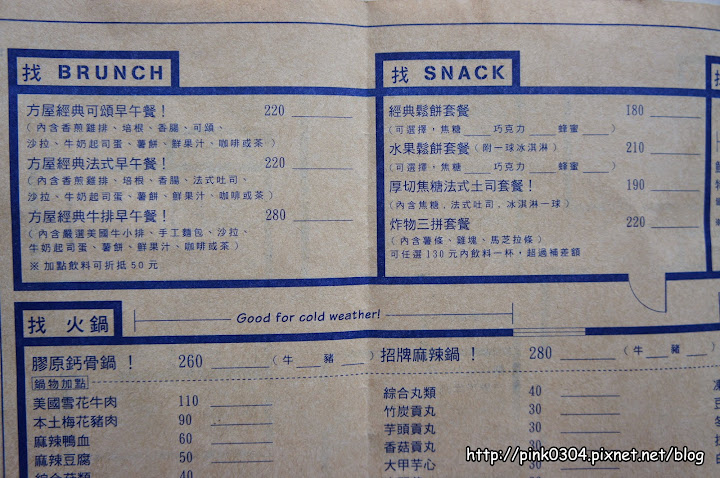 找 BRUNCH
方屋經典可頌早午餐! 220
(內含香煎雞排、培根、香腸、可頌、
沙拉、牛奶起司蛋、薯餅、鮮果汁、咖啡或茶)
方屋經典法式早午餐! 220
(內含香煎雞排、培根、香腸、法式吐司、
沙拉、牛奶起司蛋、薯餅、鮮果汁、咖啡或茶)
方屋經典牛排早午餐! 280
(內含嚴選美國牛小排、手工麵包、沙拉、
牛奶起司蛋、薯餅、鮮果汁、咖啡或茶)
※加點飲料可折抵50元
找 SNACK
經典鬆餅套餐 180
(可選擇,焦糖 巧克力 蜂蜜 )
水果鬆餅套餐(附一球冰淇淋) 210
(可選擇,焦糖 巧克力 蜂蜜 )
厚切焦糖法式土司套餐! 190
(內含焦糖.法式吐司.冰淇淋一球)
炸物三拼套餐 220
(內含薯條、雞塊、馬芝拉條)
可任選130元內飲料一杯,超過補差額
找 火鍋
Good for cold weather!
膠原鈣骨鍋! 260 (牛 豬 )
鍋物加點
美國雪花牛肉 110
本土梅花豬肉 90
麻辣鴨血 60
麻辣豆腐 50
綜合菇類 40
招牌麻辣鍋! 280 (牛 豬 )
綜合丸類 40
竹炭貢丸 30
芋頭貢丸 30
香菇貢丸 30
大甲芋心 30
http://pink0304.pixnet.net/blog